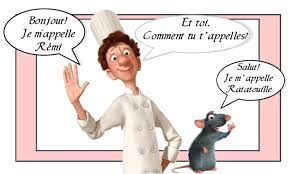 Bonjour!
Je m'appelle
Rémi
Et toi,
Comment tu t'appelles?
Salut!
Je m'appelle
Ratatouille